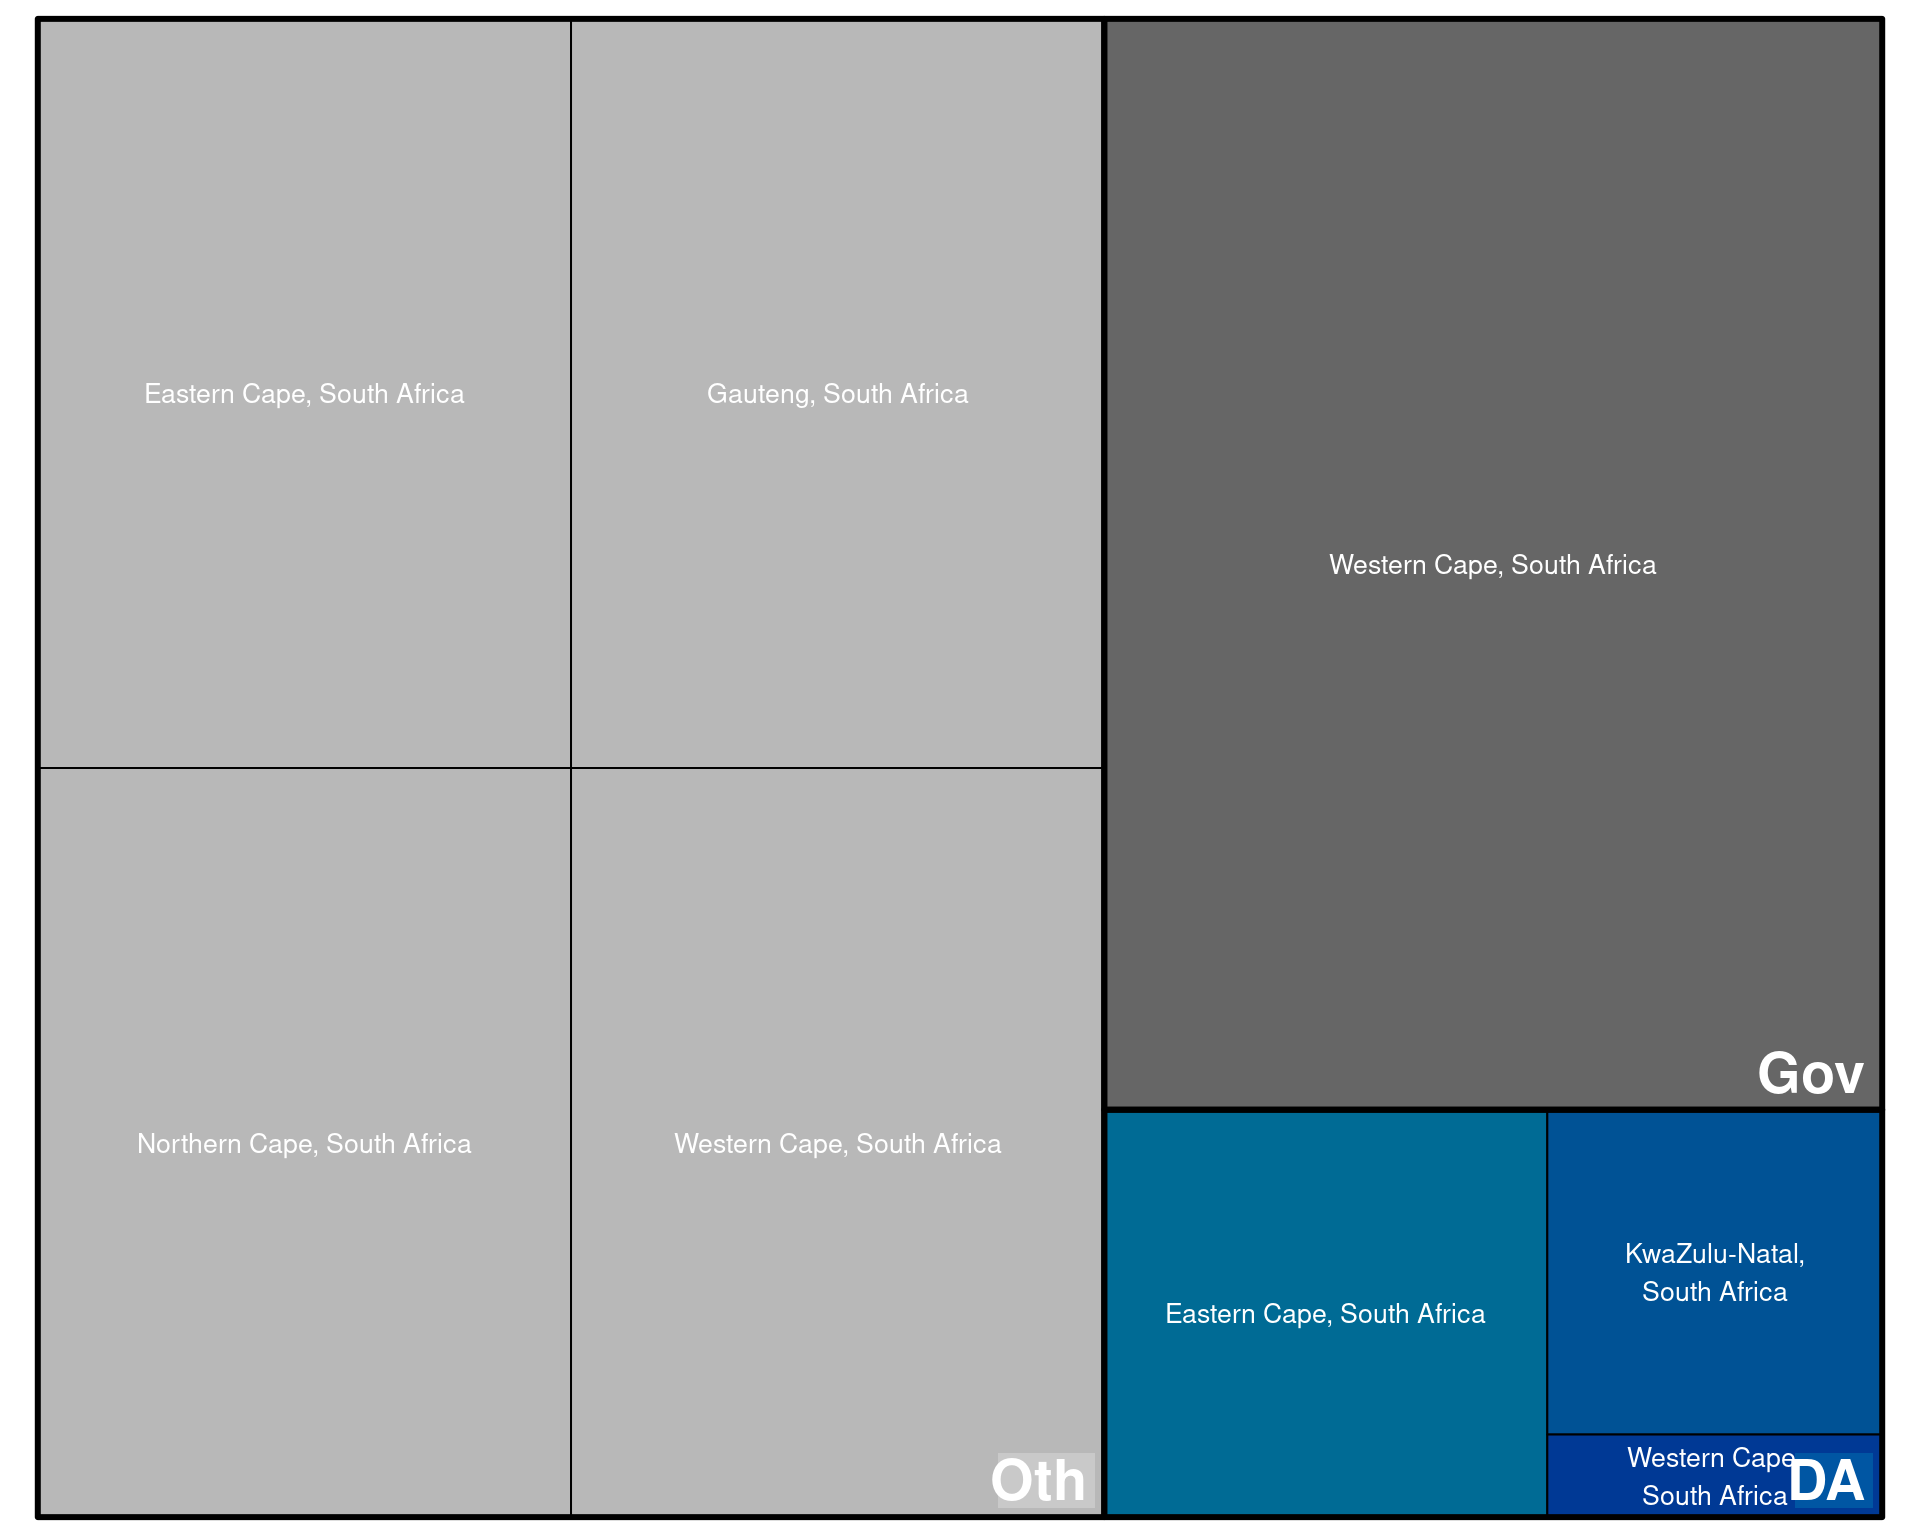 Eastern Cape, South Africa
Gauteng, South Africa
Western Cape, South Africa
Gov
Northern Cape, South Africa
Western Cape, South Africa
Oth
Eastern Cape, South Africa
KwaZulu-Natal,
South Africa
Western Cape
South Africa
DA